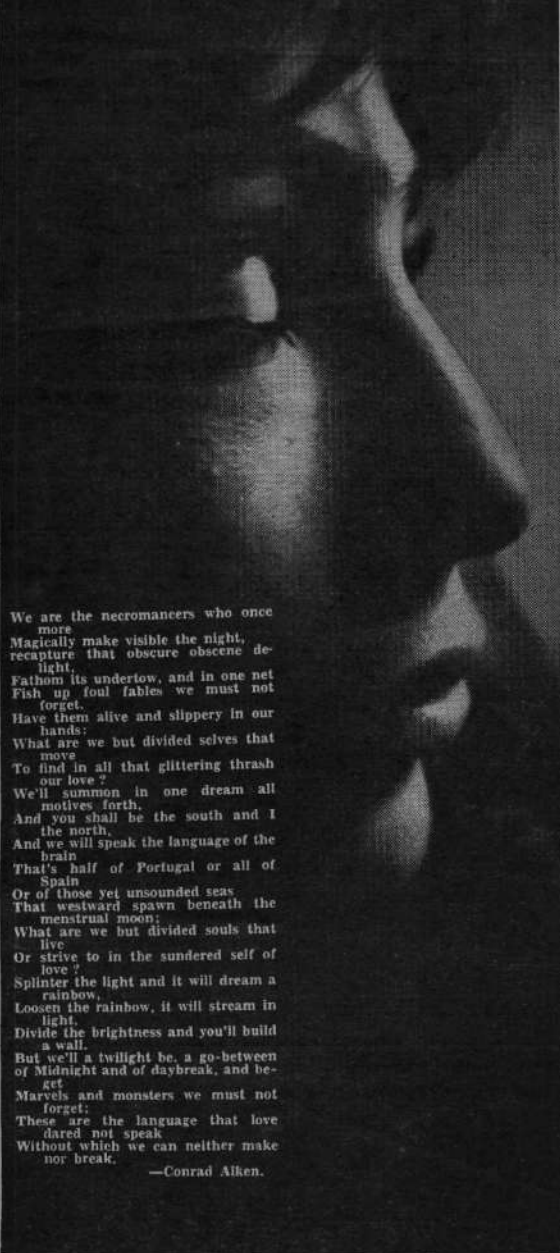 We are the necromancers who once
more
Magically make visible the night,
recapture that obscure obscene de-
light,
Fathom its undertow, and in one net
Fish up foul fables we must not
forget.
Have them alive and slippery in our
hands:
What are we but divided selves that
move
To find in all that glittering thrash
our love?
We'll summon in one dream all
motives forth,
And you shall be the south and I
the north,
And we will speak the language of the
brain
That's half of Portugal or all of
Spain
Or of those yet unsounded seas
That westward spawn beneath the
menstrual moon;
What are we but divided souls that
live
Or strive to in the sundered self of
love?
Splinter the light and it will dream a
rainbow,
Loosen the rainbow, it will stream in
light,
Divide the brightness and you'll build
a wall.
But we'll a twilight be, a go-between
of Midnight and of daybreak, and be-
get
Marvels and monsters we must not
forget;
These are the language that love
dared not speak
Without which we can neither make
nor break.
—Conrad Aiken.